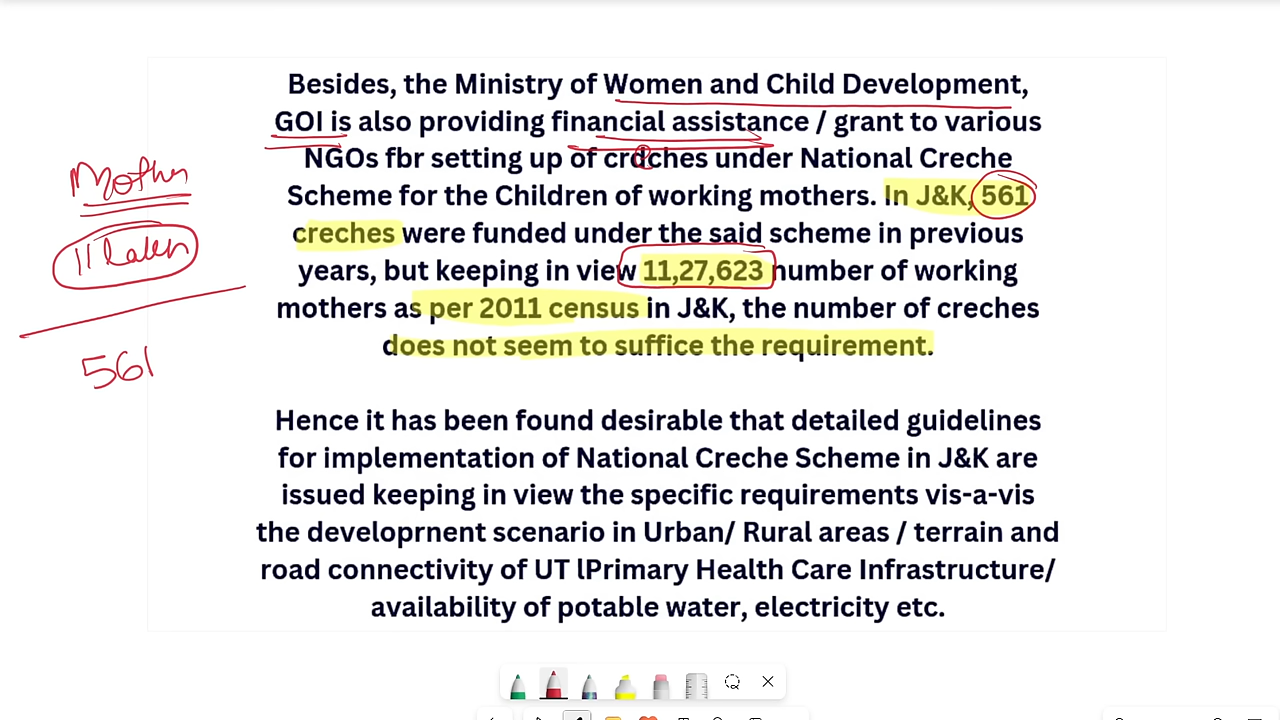 Besides, the Ministry of Women and Child Development,
GOI is also providing financial assistance / grant to various
NGOs fbr setting up of crdches under National Creche
Scheme for the Children of working mothers. In J&K, 561
creches were funded under the said scheme in previous
years, but keeping in view 11,27,623 number of working
mothers as per 2011 census in J&K, the number of creches
does not seem to suffice the requirement.
Hence it has been found desirable that detailed guidelines
for implementation of National Creche Scheme in J&K are
issued keeping in view the specific requirements vis-a-vis
the developrnent scenario in Urban/ Rural areas / terrain and
road connectivity of UT lPrimary Health Care Infrastructure/
availability of potable water, electricity etc.
Mother
11
561